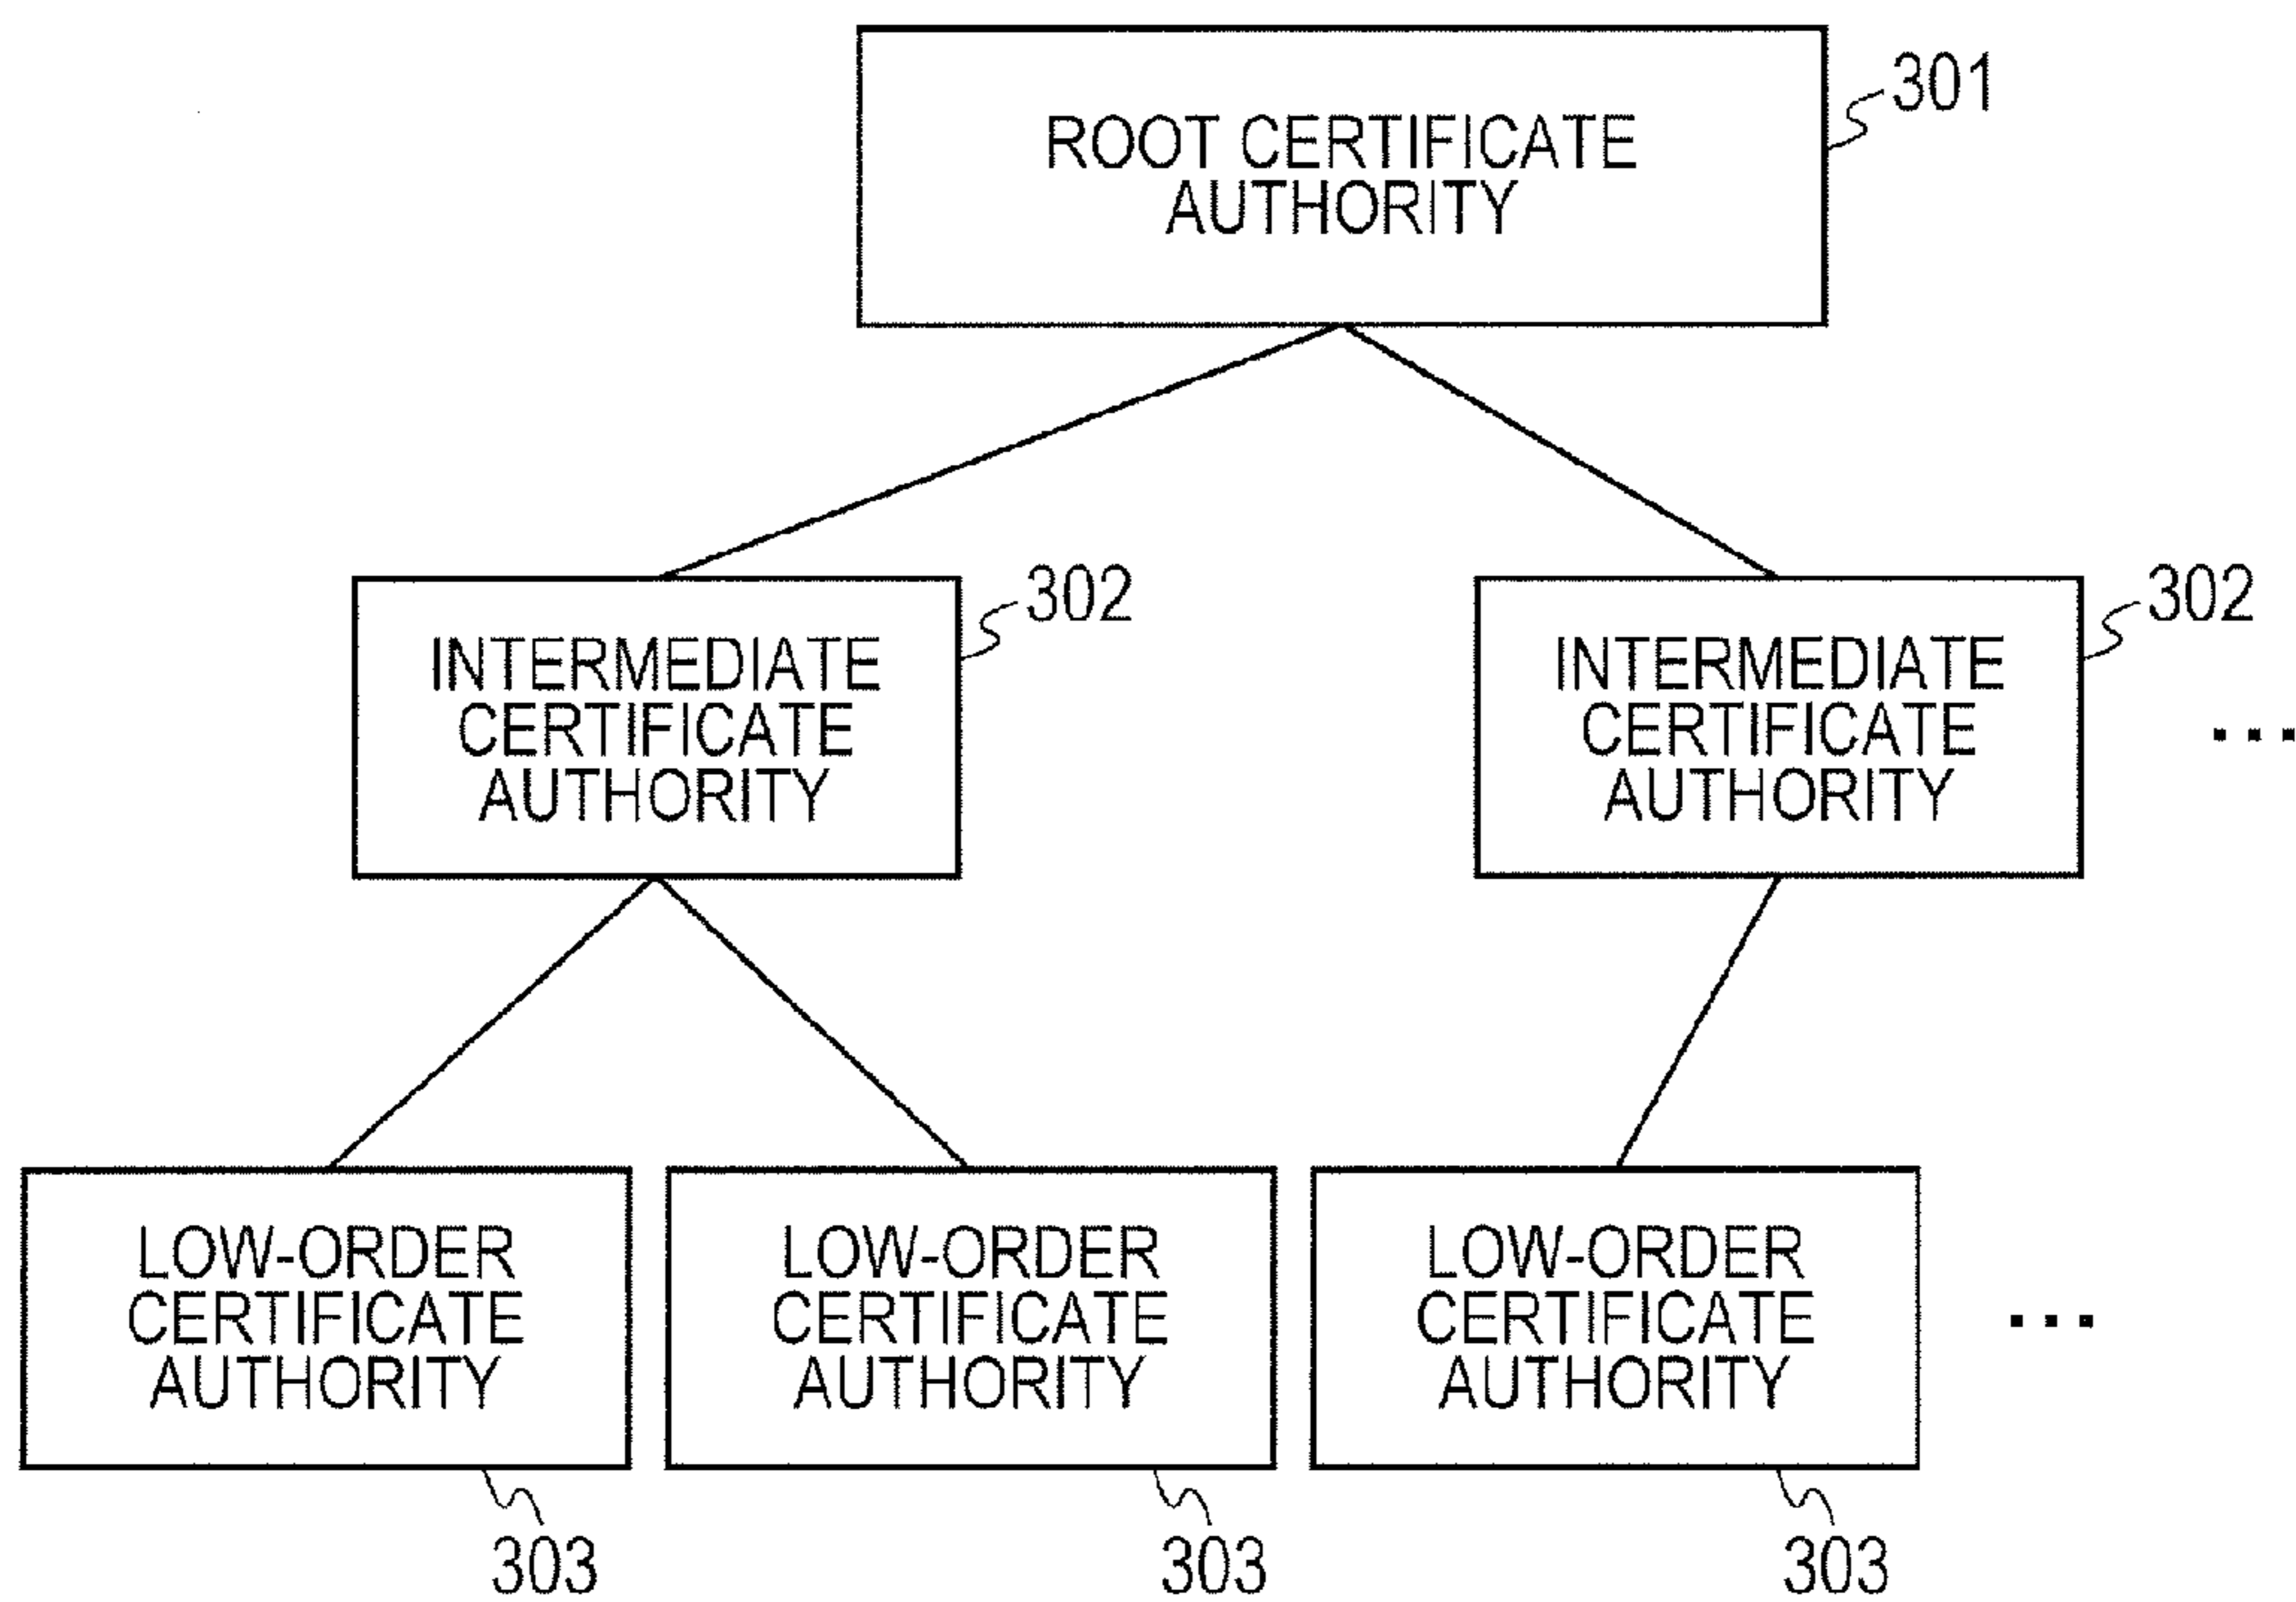 ROOT CERTIFICATE
AUTHORITY
301
INTERMEDIATE
CERTIFICATE
AUTHORITY
302
INTERMEDIATE
CERTIFICATE
AUTHORITY
302
...
LOW-ORDER
CERTIFICATE
AUTHORITY
303
LOW-ORDER
CERTIFICATE
AUTHORITY
303
LOW-ORDER
CERTIFICATE
AUTHORITY
303
...